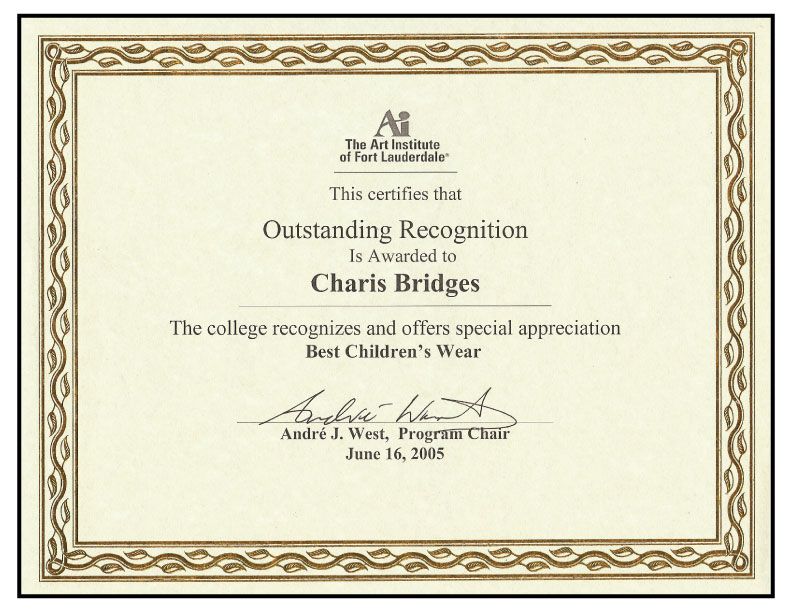 Ai
The Art Institute
of Fort Lauderdale®
This certifies that
Outstanding Recognition
Is Awarded to
Charis Bridges
The college recognizes and offers special appreciation
Best Children's Wear
André West
André J. West, Program Chair
June 16, 2005